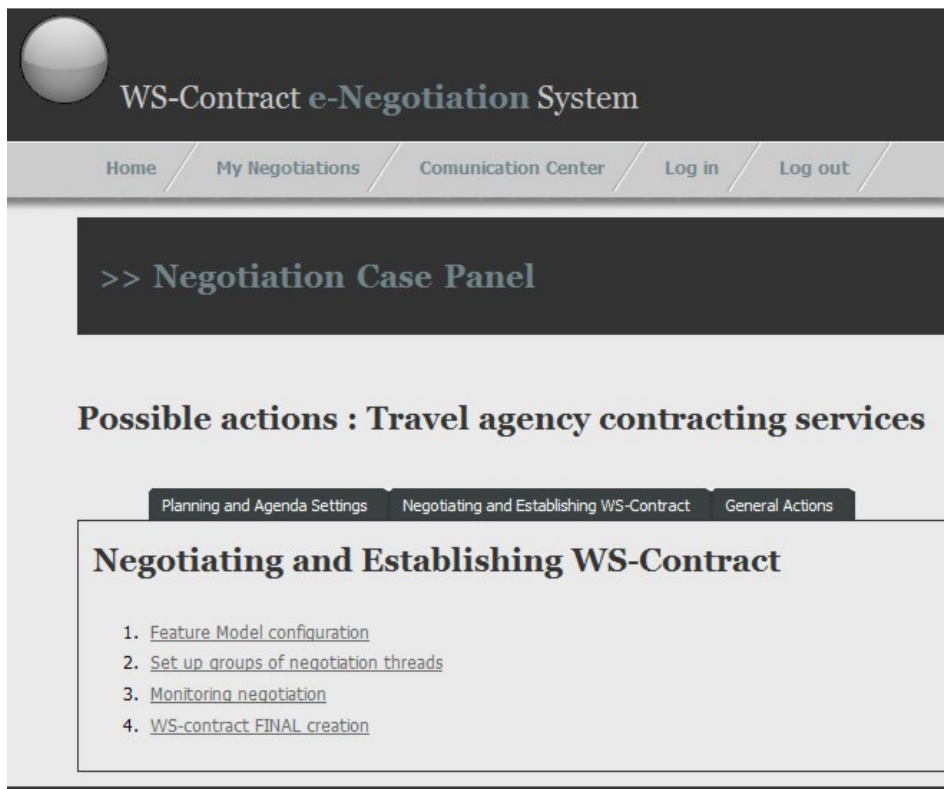 WS-Contract e-Negotiation System
Home My Negotiations Comunication Center Log in Log out
>> Negotiation Case Panel
Possible actions : Travel agency contracting services
Planning and Agenda Settings Negotiating and Establishing WS-Contract General Actions
Negotiating and Establishing WS-Contract
1. Feature Model configuration
2. Set up groups of negotiation threads
3. Monitoring negotiation
4. WS-contract FINAL creation